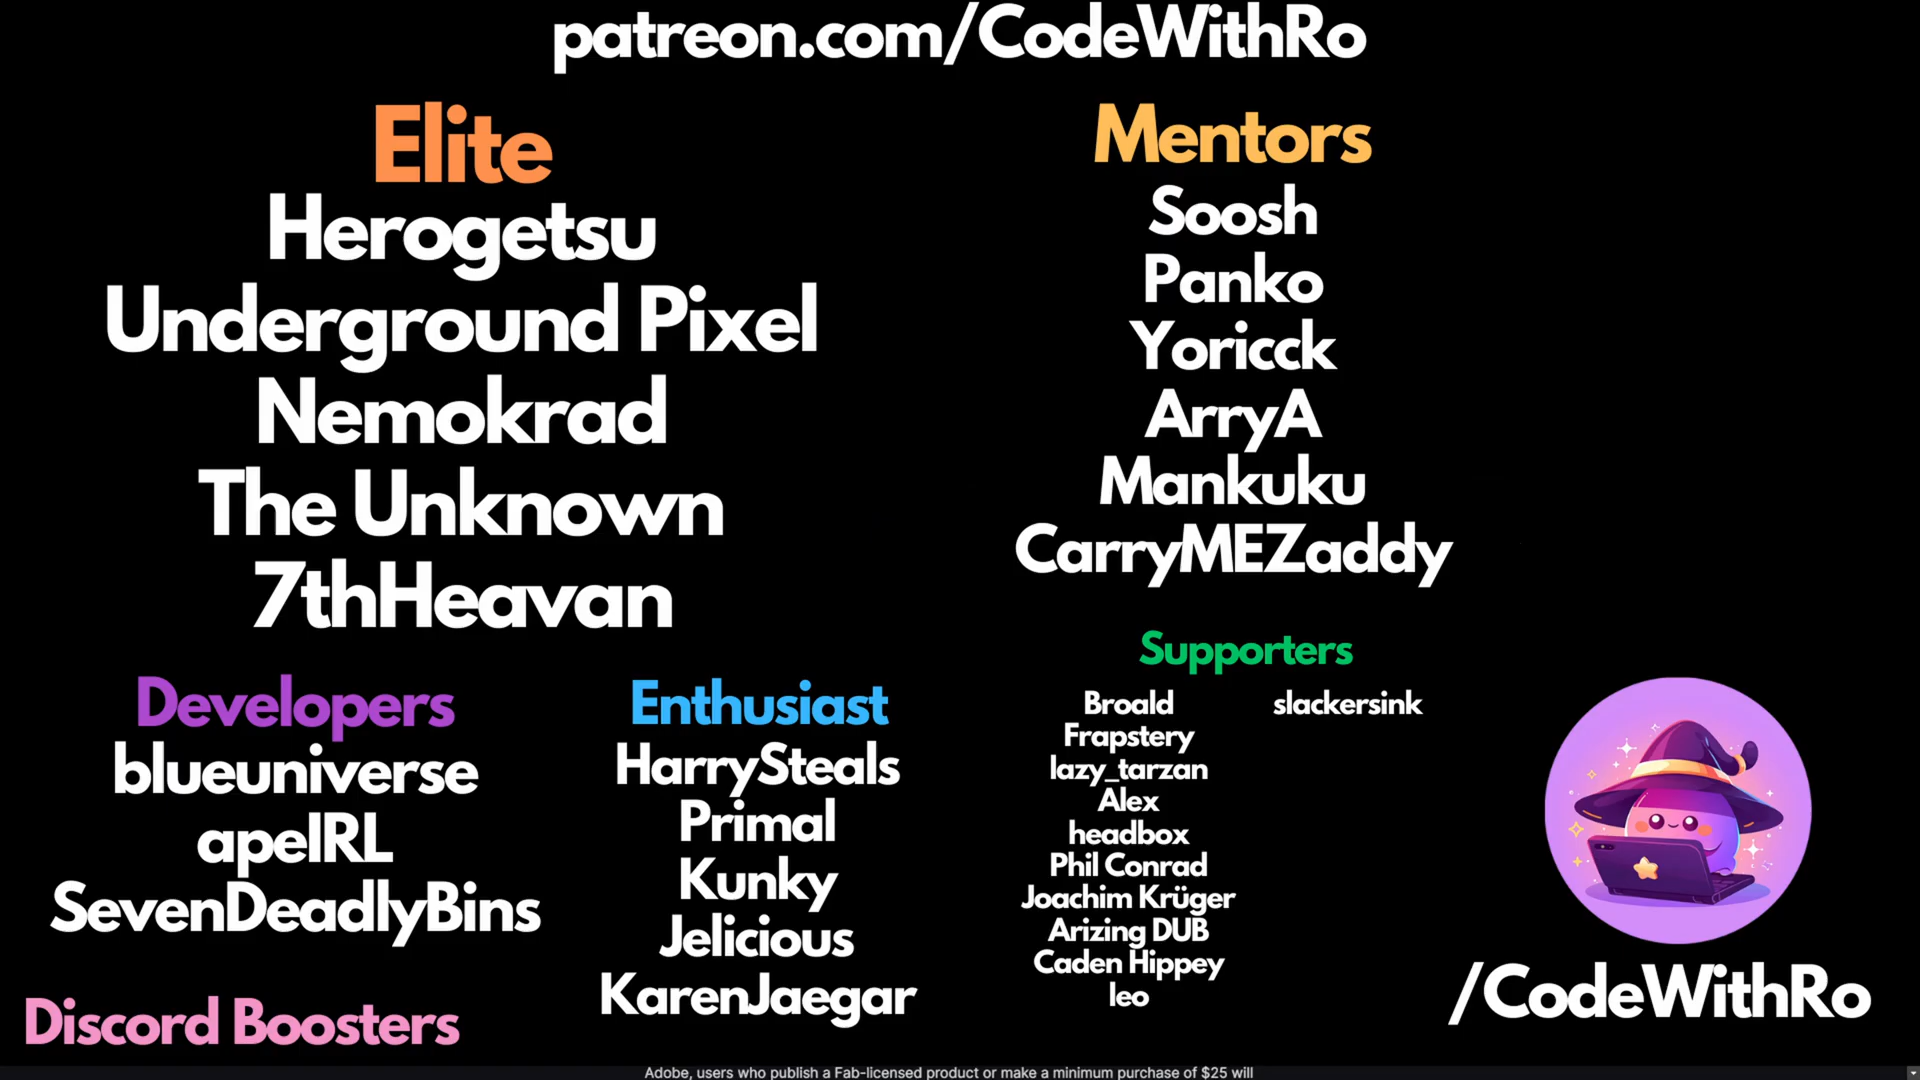 patreon.com/CodeWithRo
Elite
Herogetsu
Underground Pixel
Nemokrad
The Unknown
7thHeavan
Mentors
Soosh
Panko
Yoricck
ArryA
Mankuku
CarryMEZaddy
Developers
blueuniverse
apeIRL
SevenDeadlyBins
Enthusiast
HarrySteals
Primal
Kunky
Jelicious
KarenJaegar
Supporters
Broald
Frapstery
lazy_tarzan
Alex
headbox
Phil Conrad
Joachim Krüger
Arizing DUB
Caden Hippey
leo
slackersink
/CodeWithRo
Discord Boosters
Adobe, users who publish a Fab-licensed product or make a minimum purchase of $25 will